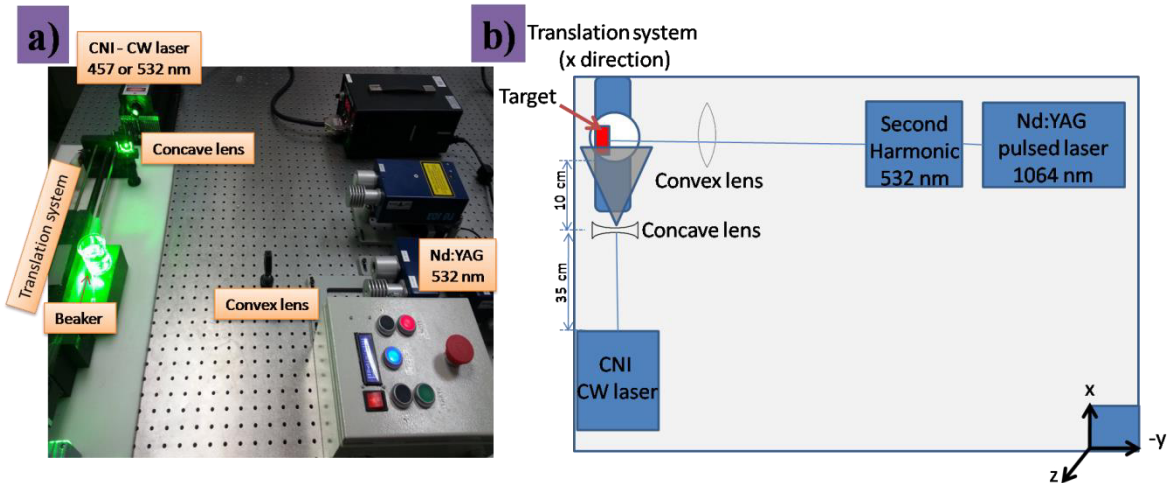 a)
CNI - CW laser
457 or 532 nm
Concave lens
Translation system
Beaker
Convex lens
Nd:YAG
532 nm
b)
Translation system
(x direction)
Target
Convex lens
Second
Harmonic
532 nm
Nd:YAG
pulsed laser
1064 nm
10 cm
Concave lens
35 cm
CNI
CW laser
x
-y
z